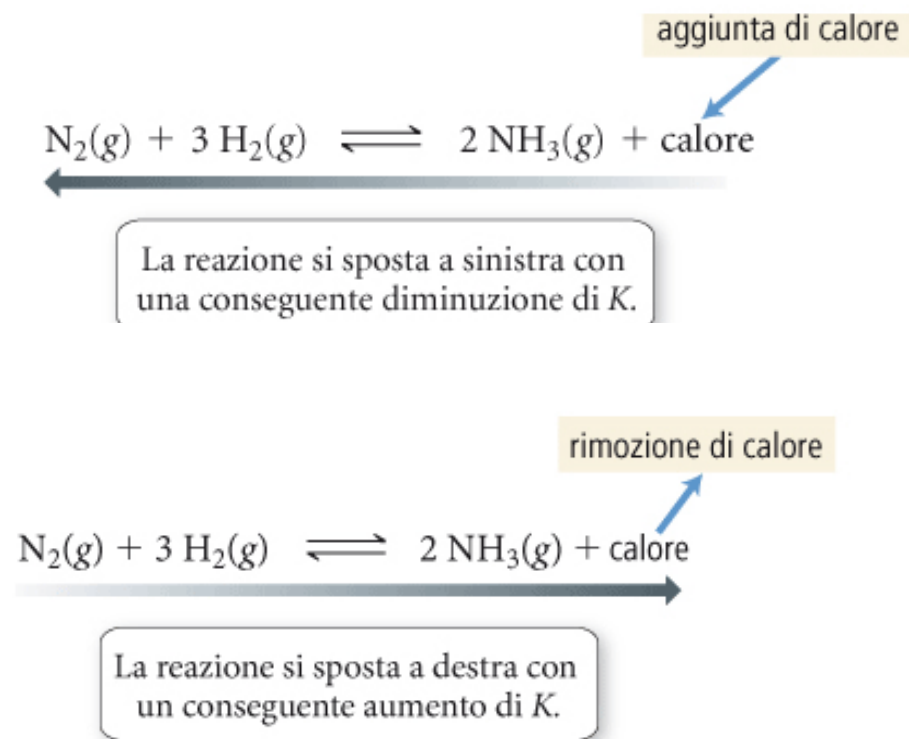 aggiunta di calore
N₂(g) + 3 H₂(g) ⇌ 2 NH₃(g) + calore
La reazione si sposta a sinistra con
una conseguente diminuzione di K.
rimozione di calore
N₂(g) + 3 H₂(g) ⇌ 2 NH₃(g) + calore
La reazione si sposta a destra con
un conseguente aumento di K.